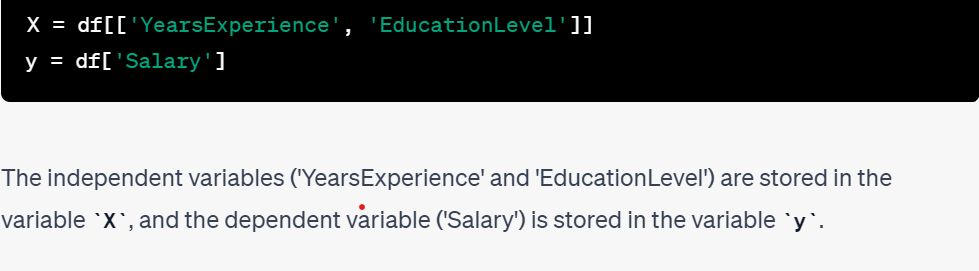 X = df[['YearsExperience', 'EducationLevel']]
y = df['Salary']
The independent variables ('YearsExperience' and 'EducationLevel') are stored in the
variable `X`, and the dependent variable ('Salary') is stored in the variable `y`.